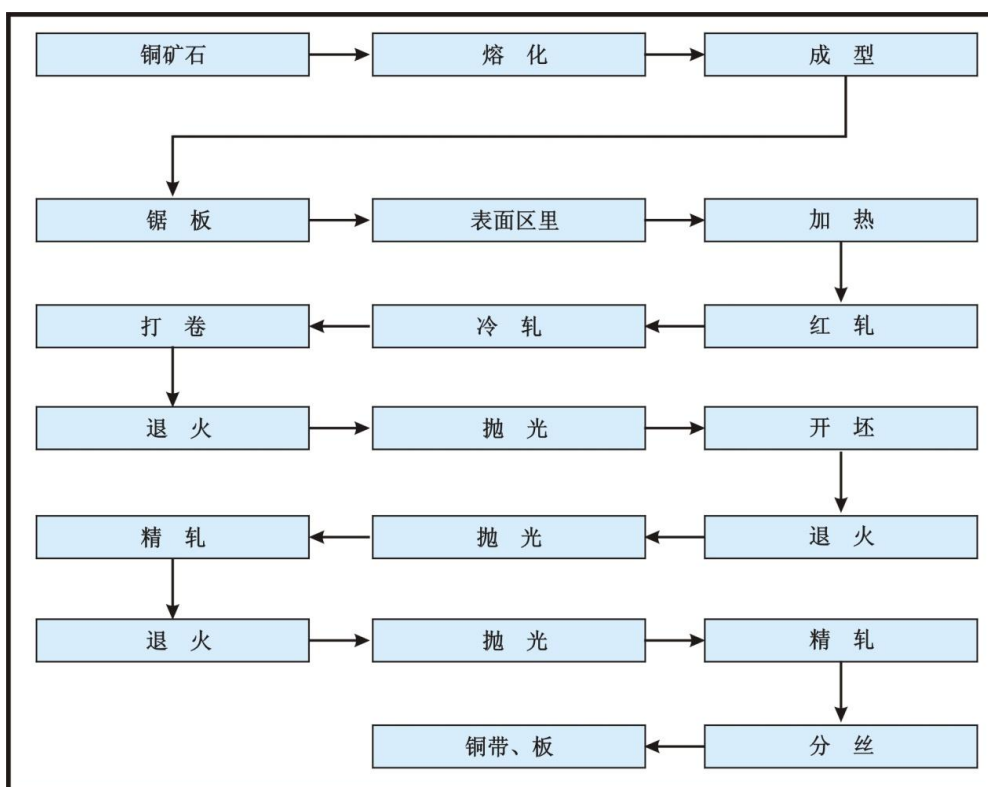 铜矿石 熔 化 成 型
锯 板 表面区里 加 热
打 卷 冷 轧 红 轧
退 火 抛 光 开 坯
精 轧 抛 光 退 火
退 火 抛 光 精 轧
铜带、板 分 丝